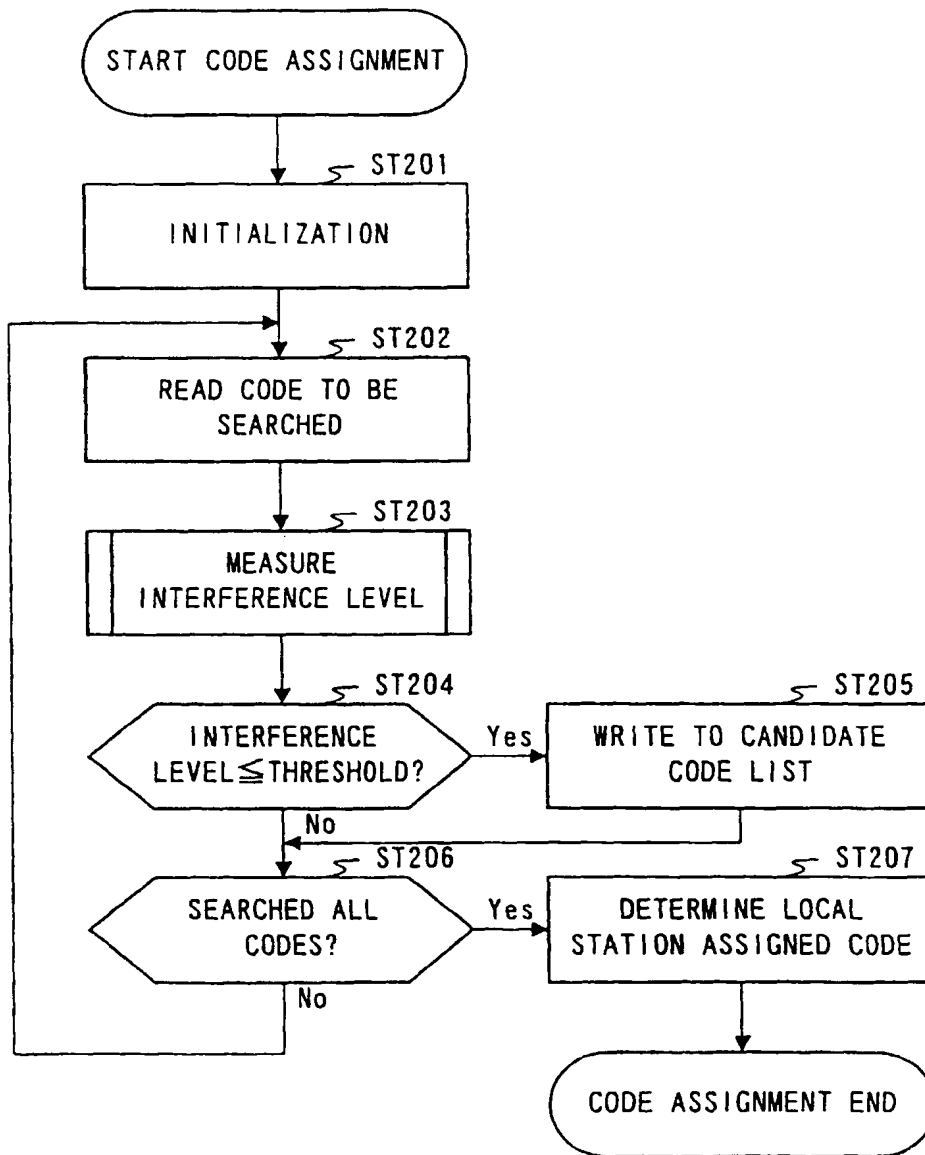 START CODE ASSIGNMENT
ST201
INITIALIZATION
ST202
READ CODE TO BE
SEARCHED
ST203
MEASURE
INTERFERENCE LEVEL
ST204
INTERFERENCE
LEVEL≦THRESHOLD?
Yes
No
ST205
WRITE TO CANDIDATE
CODE LIST
ST206
SEARCHED ALL
CODES?
Yes
No
ST207
DETERMINE LOCAL
STATION ASSIGNED CODE
CODE ASSIGNMENT END